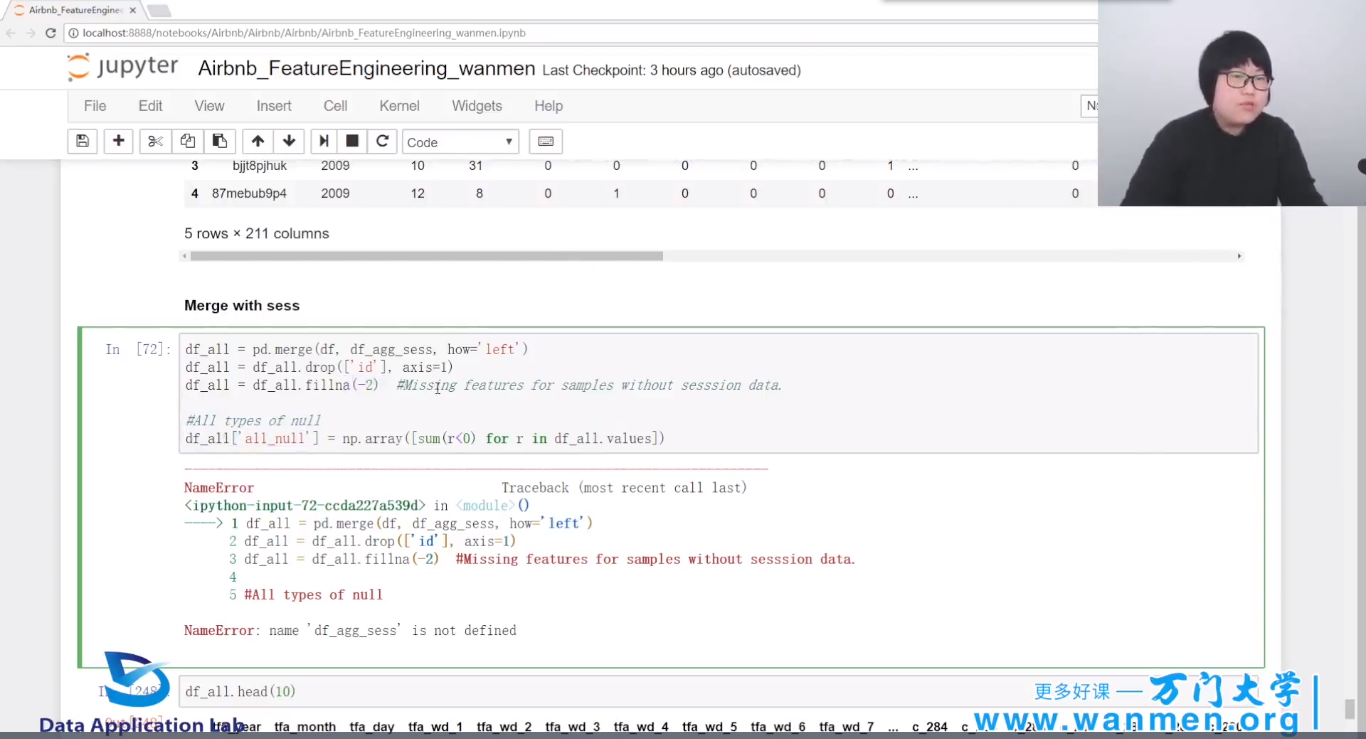 Airbnb_FeatureEnginee
localhost:8888/notebooks/Airbnb/Airbnb/Airbnb/Airbnb_FeatureEngineering_wanmen.ipynb
jupyter Airbnb_FeatureEngineering_wanmen Last Checkpoint: 3 hours ago (autosaved)
File Edit View Insert Cell Kernel Widgets Help
Code
3 bjjt8pjhuk 2009 10 31 0 0 0 0 0 1 ... 0
4 87mebub9p4 2009 12 8 0 1 0 0 0 0 ... 0
5 rows × 211 columns
Merge with sess
In [72]: df_all = pd.merge(df, df_agg_sess, how='left')
df_all = df_all.drop(['id'], axis=1)
df_all = df_all.fillna(-2) #Missing features for samples without sesssion data.
#All types of null
df_all['all_null'] = np.array([sum(r<0) for r in df_all.values])
NameError Traceback (most recent call last)
<ipython-input-72-ccda227a539d> in <module>()
----> 1 df_all = pd.merge(df, df_agg_sess, how='left')
2 df_all = df_all.drop(['id'], axis=1)
3 df_all = df_all.fillna(-2) #Missing features for samples without sesssion data.
4
5 #All types of null
NameError: name 'df_agg_sess' is not defined
df_all.head(10)
更多好课 — 万门大学
www.wanmen.org
Data Application Lab
tfa_month tfa_day tfa_wd_1 tfa_wd_2 tfa_wd_3 tfa_wd_4 tfa_wd_5 tfa_wd_6 tfa_wd_7 ... c_284